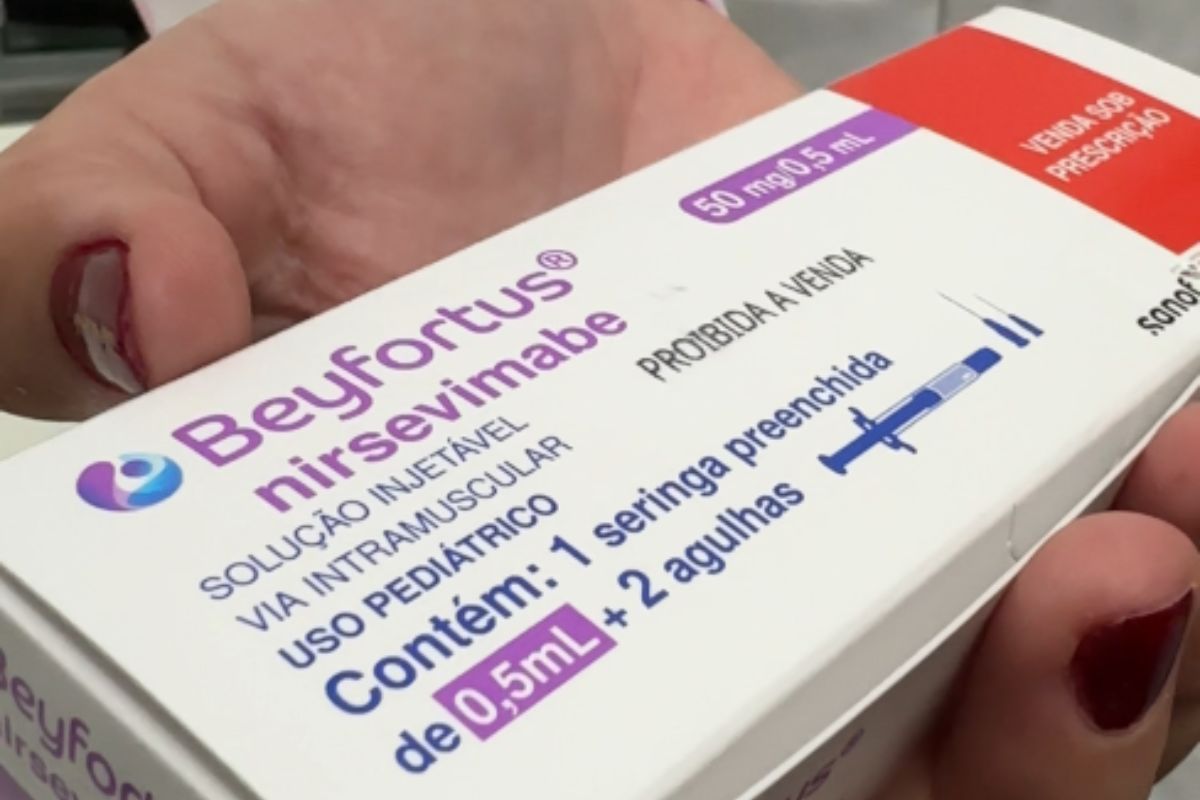 VENDA SOB
PRESCRIÇÃO
sanofi
50 mg/0,5 mL
Beyfortus®
nirsevimabe
PROIBIDA A VENDA
SOLUÇÃO INJETÁVEL
VIA INTRAMUSCULAR
USO PEDIÁTRICO
Contém: 1 seringa preenchida
de 0,5mL + 2 agulhas